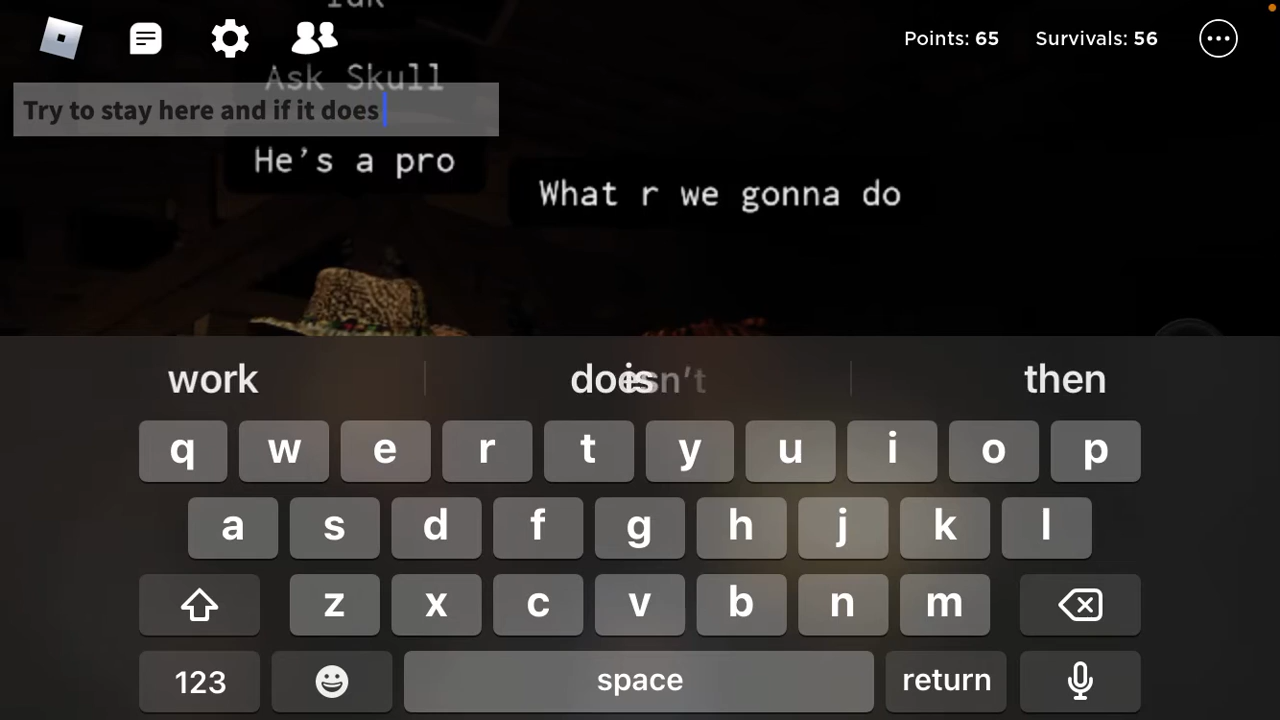 Points: 65
Survivals: 56
Ask Skull
Try to stay here and if it does
He's a pro
What r we gonna do
work
does
then
q w e r t y u i o p
a s d f g h j k l
z x c v b n m
123
space
return